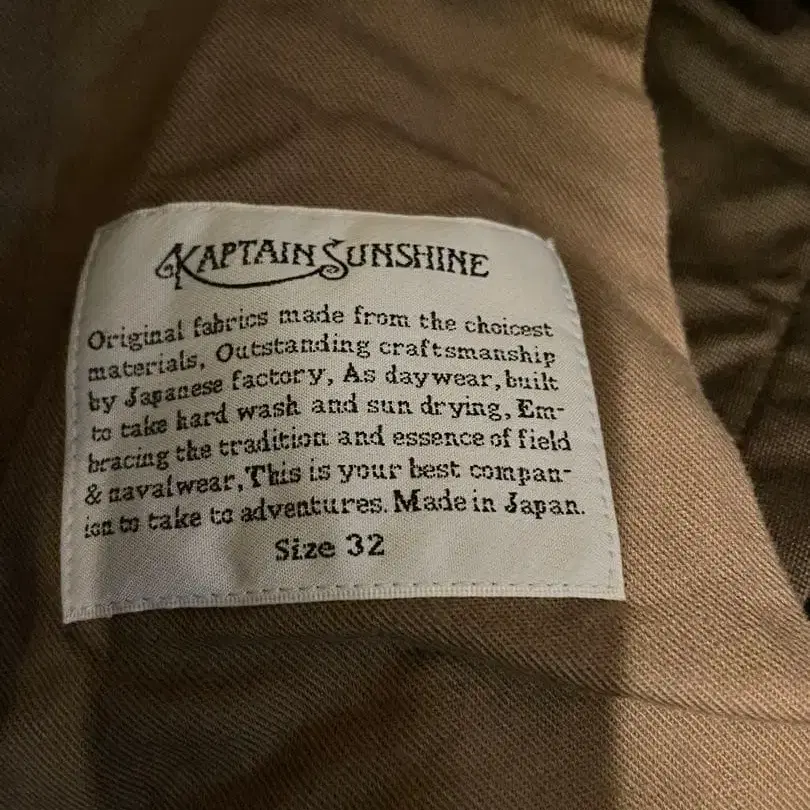 KAPTAIN SUNSHINE
Original fabrics made from the choicest
materials, Outstanding craftsmanship
by Japanese factory, As daywear, built
to take hard wash and sun drying, Em-
bracing the tradition and essence of field
& navalwear, This is your best compan-
ion to take to adventures. Made in Japan.
Size 32